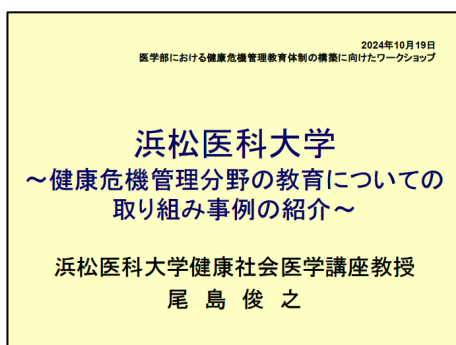 2024年10月19日
医学部における健康危機管理教育体制の構築に向けたワークショップ
浜松医科大学
～健康危機管理分野の教育についての
取り組み事例の紹介～
浜松医科大学健康社会医学講座教授
尾 島 俊 之